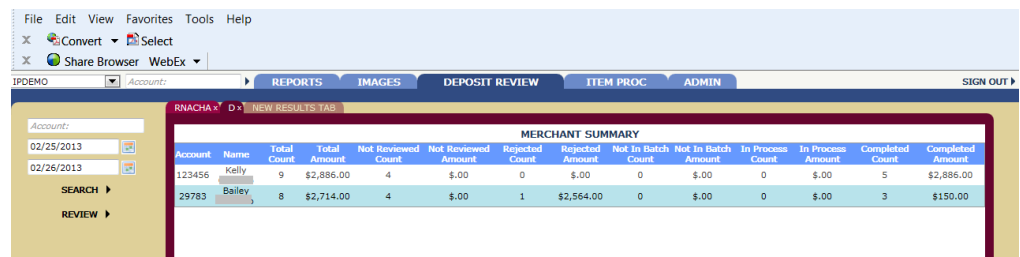 File Edit View Favorites Tools Help
x Convert Select
x Share Browser WebEx
IPDEMO Account: REPORTS IMAGES DEPOSIT REVIEW ITEM PROC ADMIN SIGN OUT
RNACHA x D x NEW RESULTS TAB
Account:
02/25/2013
02/26/2013
SEARCH
REVIEW
MERCHANT SUMMARY
Account Name Total Count Total Amount Not Reviewed Count Not Reviewed Amount Rejected Count Rejected Amount Not In Batch Count Not In Batch Amount In Process Count In Process Amount Completed Count Completed Amount
123456 Kelly 9 $2,886.00 4 $.00 0 $.00 0 $.00 0 $.00 5 $2,886.00
29783 Bailey 8 $2,714.00 4 $.00 1 $2,564.00 0 $.00 0 $.00 3 $150.00